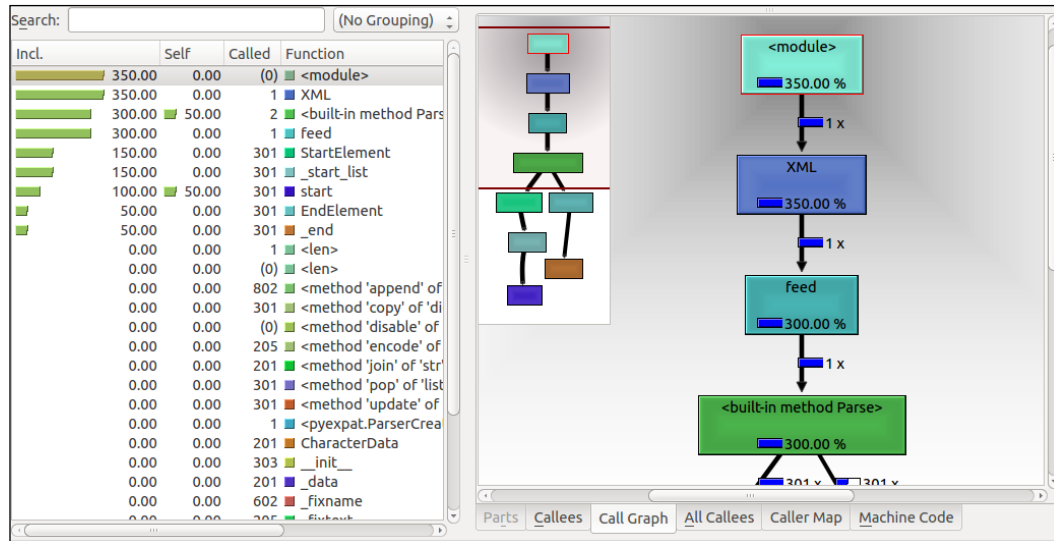 Search: (No Grouping)
Incl. Self Called Function
350.00 0.00 (0) <module>
350.00 0.00 1 XML
300.00 50.00 2 <built-in method Pars
300.00 0.00 1 feed
150.00 0.00 301 StartElement
150.00 0.00 301 _start_list
100.00 50.00 301 start
50.00 0.00 301 EndElement
50.00 0.00 301 _end
0.00 0.00 1 <len>
0.00 0.00 (0) <len>
0.00 0.00 802 <method 'append' of
0.00 0.00 301 <method 'copy' of 'di
0.00 0.00 (0) <method 'disable' of
0.00 0.00 205 <method 'encode' of
0.00 0.00 201 <method 'join' of 'str'
0.00 0.00 301 <method 'pop' of 'list
0.00 0.00 301 <method 'update' of
0.00 0.00 1 <pyexpat.ParserCrea
0.00 0.00 201 CharacterData
0.00 0.00 303 __init__
0.00 0.00 201 _data
0.00 0.00 602 _fixname
0.00 0.00 205 _fixtext
<module>
350.00 %
1 x
XML
350.00 %
1 x
feed
300.00 %
1 x
<built-in method Parse>
300.00 %
301 x 301 x
Parts Callees Call Graph All Callees Caller Map Machine Code